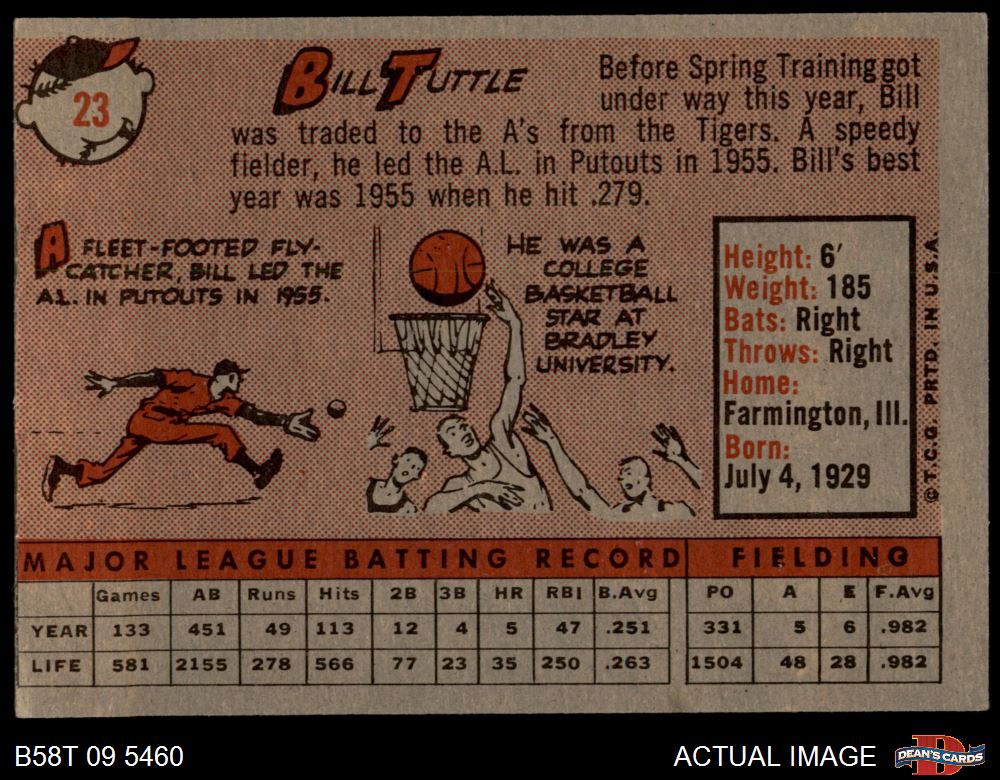 23
BILL TUTTLE
Before Spring Training got
under way this year, Bill
was traded to the A's from the Tigers. A speedy
fielder, he led the A.L. in Putouts in 1955. Bill's best
year was 1955 when he hit .279.
A FLEET-FOOTED FLY-
CATCHER, BILL LED THE
A.L. IN PUTOUTS IN 1955.
HE WAS A
COLLEGE
BASKETBALL
STAR AT
BRADLEY
UNIVERSITY.
Height: 6'
Weight: 185
Bats: Right
Throws: Right
Home:
Farmington, Ill.
Born:
July 4, 1929
© T.C.G. PRTD. IN U.S.A.
MAJOR LEAGUE BATTING RECORD FIELDING
Games AB Runs Hits 2B 3B HR RBI B.Avg PO A E F.Avg
YEAR 133 451 49 113 12 4 5 47 .251 331 5 6 .982
LIFE 581 2155 278 566 77 23 35 250 .263 1504 48 28 .982
B58T 09 5460
ACTUAL IMAGE
D
DEAN'S CARDS